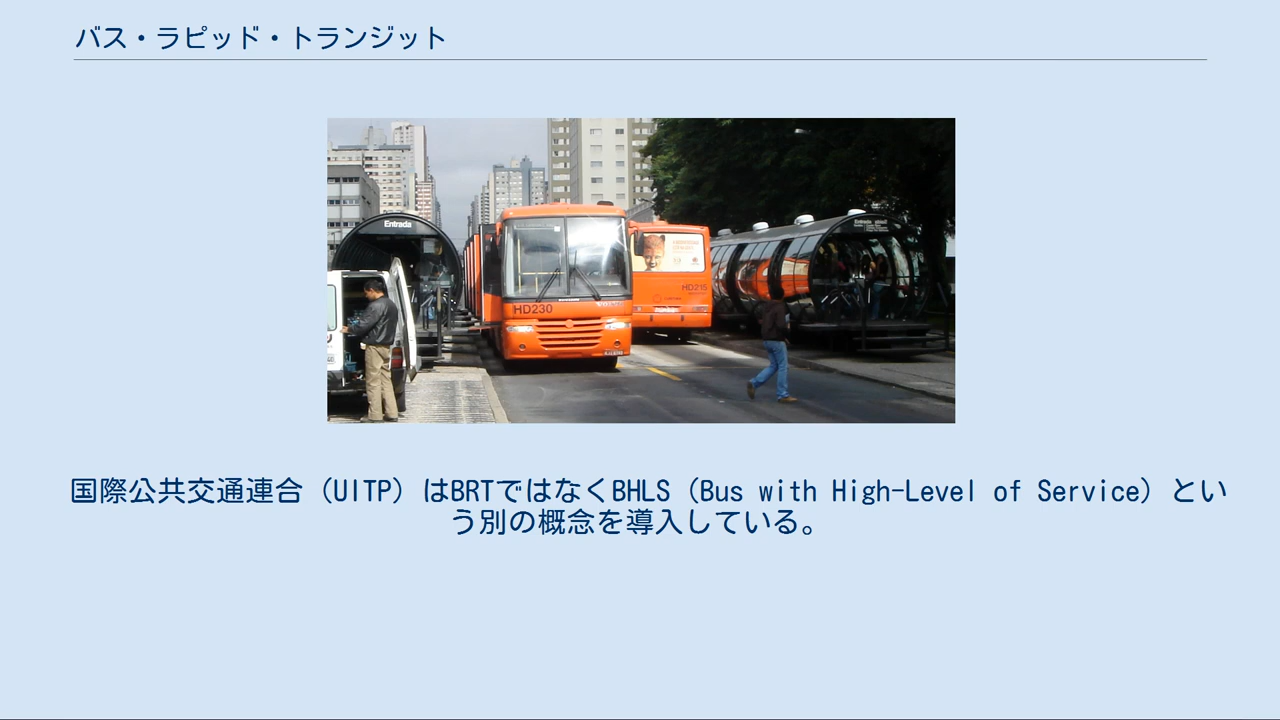 バス・ラピッド・トランジット
Entrada
HD230
HD215
Entrada
国際公共交通連合（UITP）はBRTではなくBHLS（Bus with High-Level of Service）とい
う別の概念を導入している。